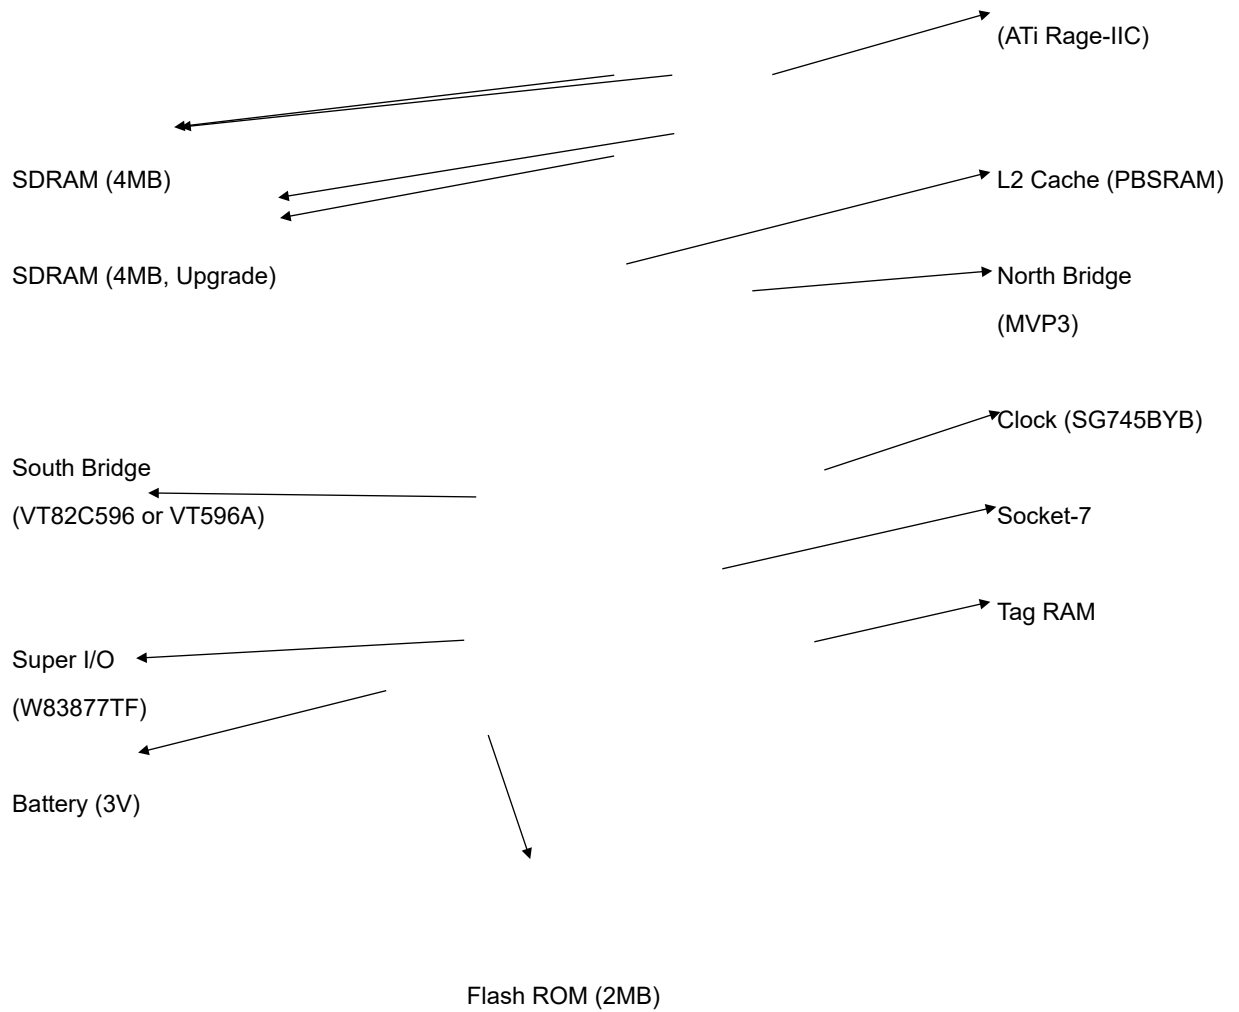 (ATi Rage-IIC)
SDRAM (4MB)
L2 Cache (PBSRAM)
SDRAM (4MB, Upgrade)
North Bridge
(MVP3)
Clock (SG745BYB)
South Bridge
(VT82C596 or VT596A)
Socket-7
Tag RAM
Super I/O
(W83877TF)
Battery (3V)
Flash ROM (2MB)